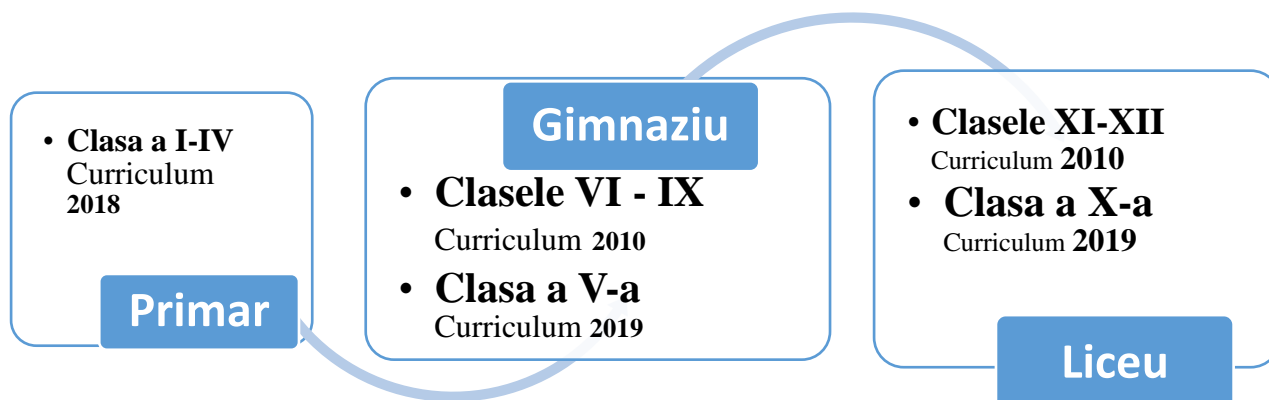 • Clasa a I-IV
Curriculum
2018
Primar
Gimnaziu
• Clasele VI - IX
Curriculum 2010
• Clasa a V-a
Curriculum 2019
• Clasele XI-XII
Curriculum 2010
• Clasa a X-a
Curriculum 2019
Liceu